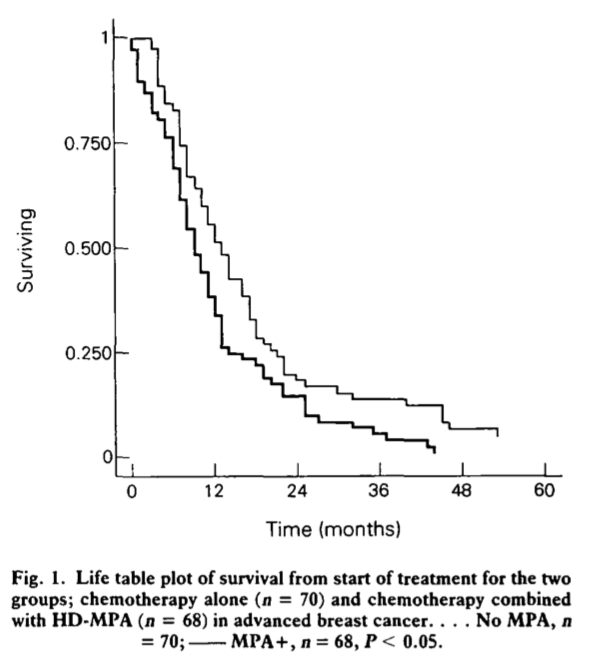 1
0.750
0.500
0.250
0
Surviving
0
12
24
36
48
60
Time (months)
Fig. 1. Life table plot of survival from start of treatment for the two
groups; chemotherapy alone (n = 70) and chemotherapy combined
with HD-MPA (n = 68) in advanced breast cancer. . . . No MPA, n
= 70; —— MPA+, n = 68, P < 0.05.